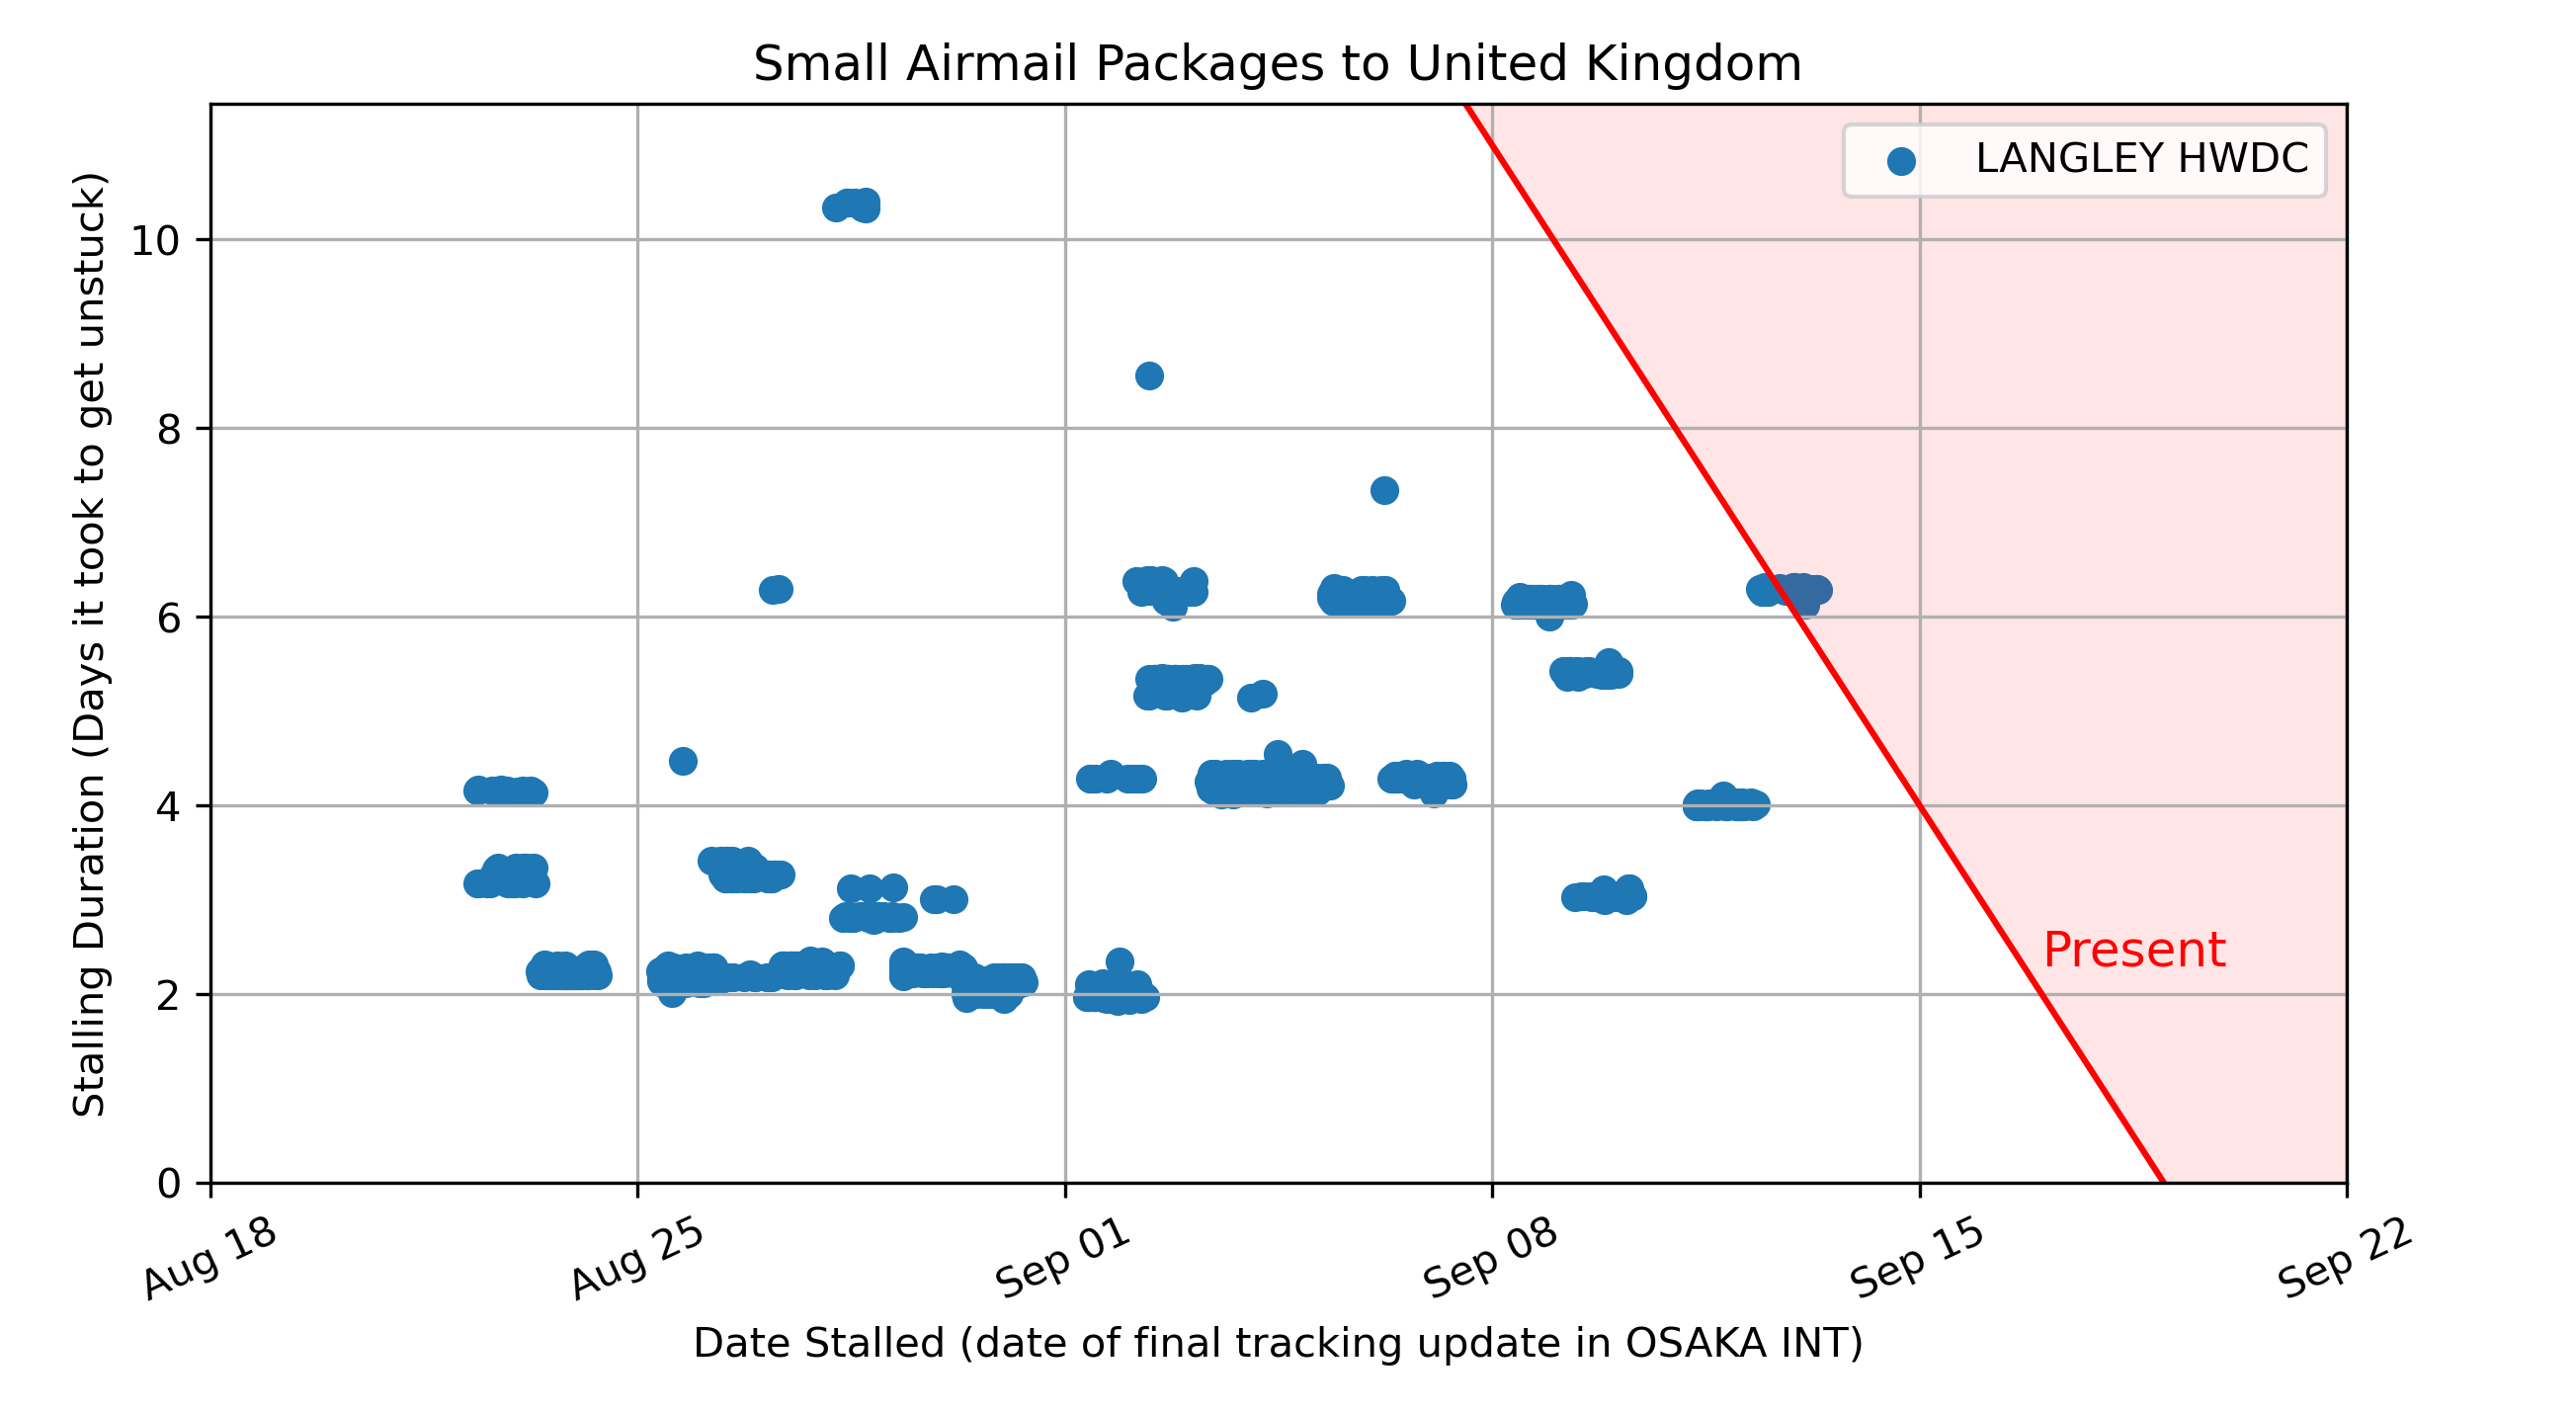 Small Airmail Packages to United Kingdom
LANGLEY HWDC
Stalling Duration (Days it took to get unstuck)
10
8
6
4
2
0
Present
Aug 18
Aug 25
Sep 01
Sep 08
Sep 15
Sep 22
Date Stalled (date of final tracking update in OSAKA INT)